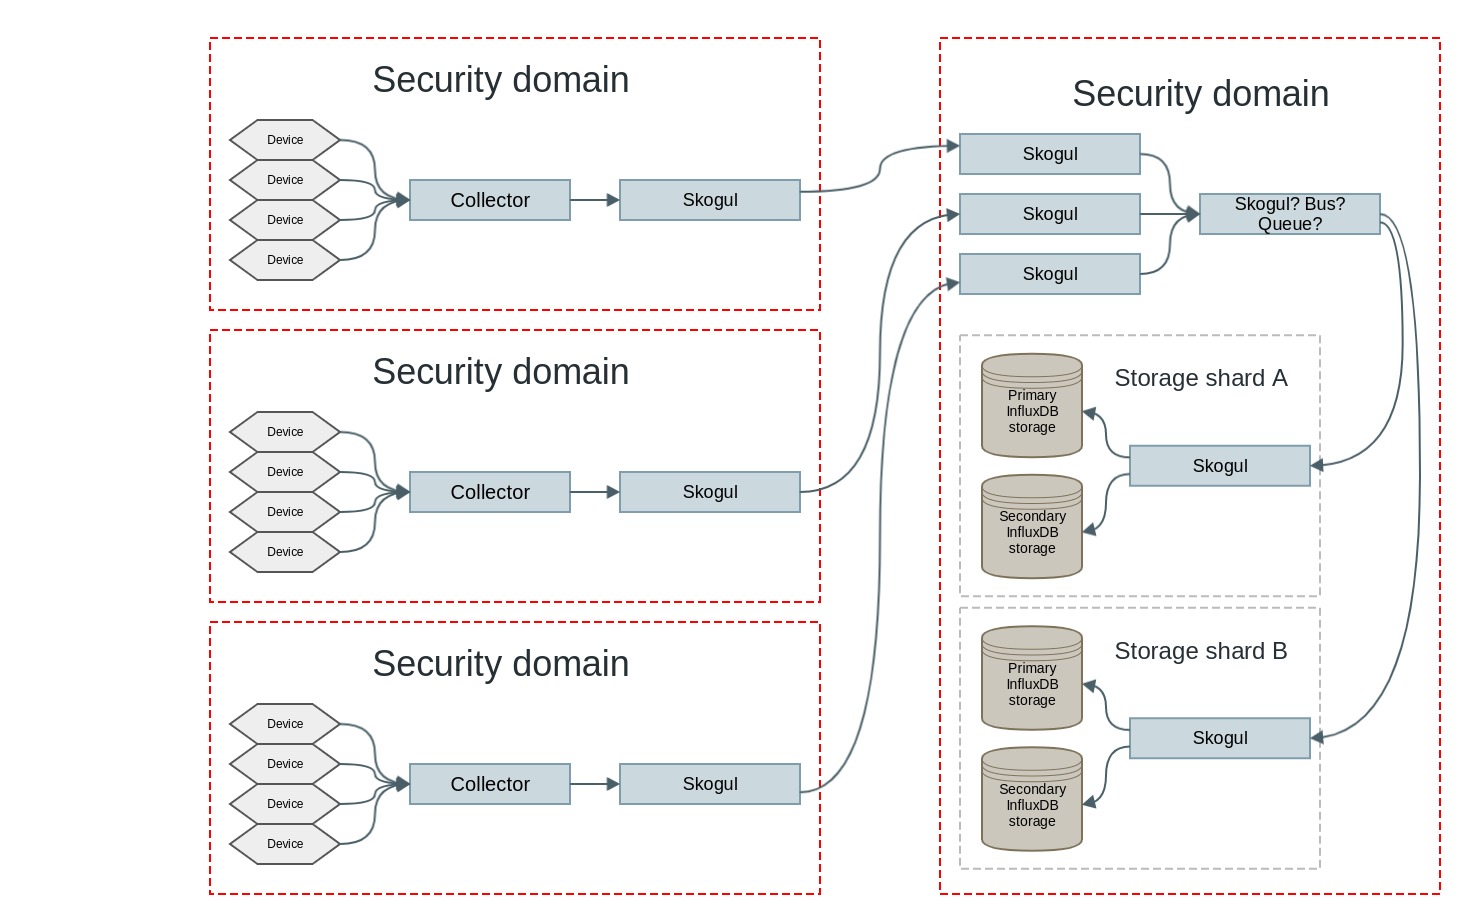 Security domain
Device
Device
Device
Device
Collector
Skogul
Security domain
Device
Device
Device
Device
Collector
Skogul
Security domain
Device
Device
Device
Device
Collector
Skogul
Security domain
Skogul
Skogul
Skogul
Skogul? Bus?
Queue?
Storage shard A
Primary
InfluxDB
storage
Skogul
Secondary
InfluxDB
storage
Storage shard B
Primary
InfluxDB
storage
Skogul
Secondary
InfluxDB
storage